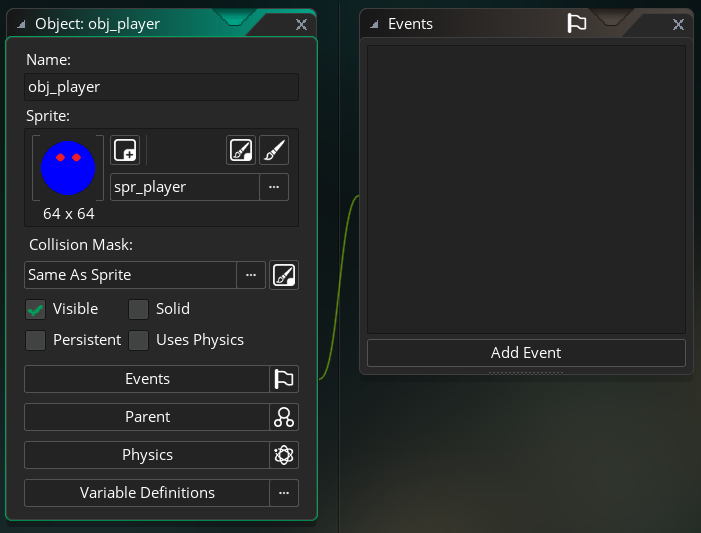 Object: obj_player
Name:
obj_player
Sprite:
spr_player
64 x 64
Collision Mask:
Same As Sprite
Visible
Solid
Persistent
Uses Physics
Events
Parent
Physics
Variable Definitions
Events
Add Event